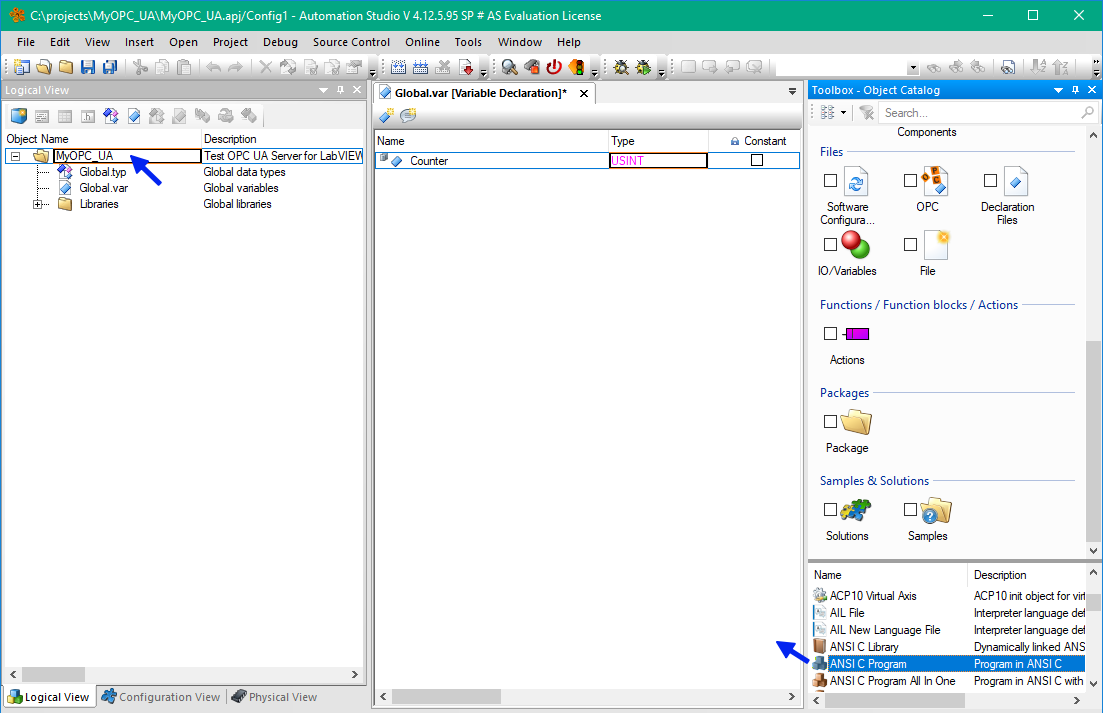 C:\projects\MyOPC_UA\MyOPC_UA.apj/Config1 - Automation Studio V 4.12.5.95 SP # AS Evaluation License
File Edit View Insert Open Project Debug Source Control Online Tools Window Help
Logical View
Object Name Description
MyOPC_UA Test OPC UA Server for LabVIEW
Global.typ Global data types
Global.var Global variables
Libraries Global libraries
Logical View Configuration View Physical View
Global.var [Variable Declaration]*
Name Type Constant
Counter USINT
Toolbox - Object Catalog
Search...
Components
Files
Software Configura...
OPC
Declaration Files
IO/Variables
File
Functions / Function blocks / Actions
Actions
Packages
Package
Samples & Solutions
Solutions
Samples
Name Description
ACP10 Virtual Axis ACP10 init object for virt
AIL File Interpreter language def
AIL New Language File Interpreter language def
ANSI C Library Dynamically linked ANS
ANSI C Program Program in ANSI C
ANSI C Program All In One Program in ANSI C with